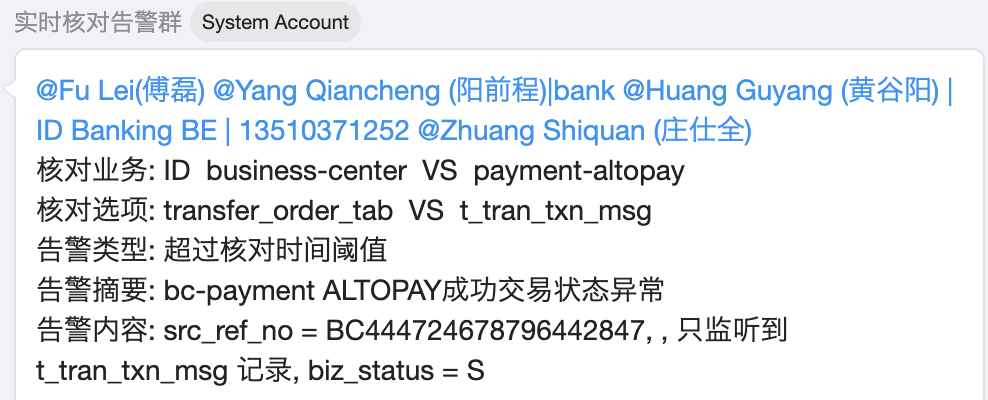 实时核对告警群 System Account
@Fu Lei(傅磊) @Yang Qiancheng (阳前程)|bank @Huang Guyang (黄谷阳) |
ID Banking BE | 13510371252 @Zhuang Shiquan (庄仕全)
核对业务: ID  business-center  VS  payment-altopay
核对选项: transfer_order_tab  VS  t_tran_txn_msg
告警类型: 超过核对时间阈值
告警摘要: bc-payment ALTOPAY成功交易状态异常
告警内容: src_ref_no = BC444724678796442847, , 只监听到
t_tran_txn_msg 记录, biz_status = S